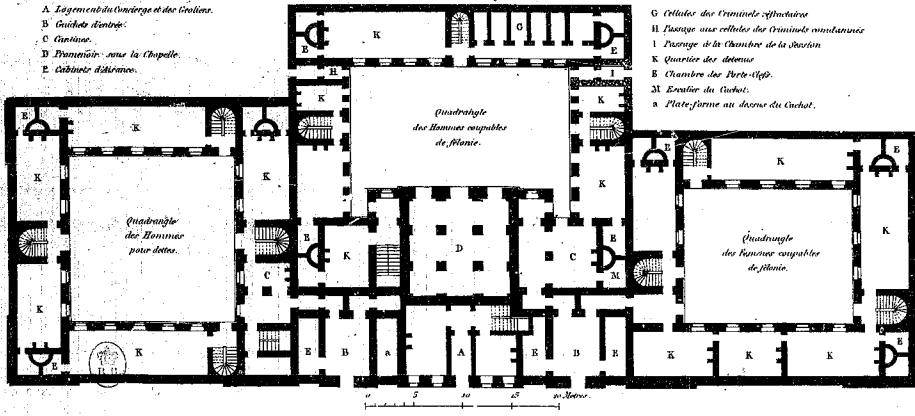 A Logement du Concierge et des Geoliers.
B Guichets d'entrée.
C Cantines.
D Promenoir sous la Chapelle.
E Cabinets d'Aisance.
G Cellules des Criminels réfractaires
H Passage aux cellules des Criminels condamnés
I Passage de la Chambre de la Session
K Quartier des detenus
E Chambre des Porte-Clefs.
M Escalier du Cachot.
a Plate-forme au dessus du Cachot.
E K G E
H I
K K
Quadrangle
des Hommes coupables
de félonie.
E K E
K K
Quadrangle
des Hommes
pour dettes.
K
E K K E
Quadrangle
des Femmes coupables
de félonie.
K
E K D C E
M
C
K
K E
E B a A E B E
K K K E
0 5 10 15 20 Metres.